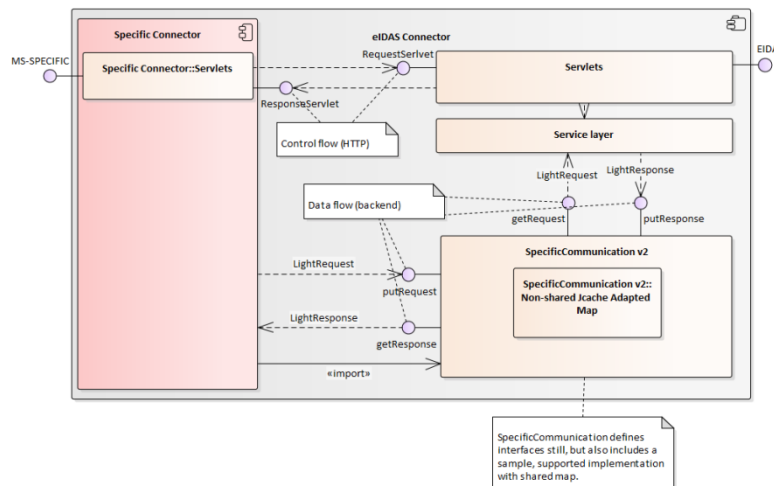 Specific Connector
eIDAS Connector
MS-SPECIFIC
Specific Connector::Servlets
RequestSerlvet
Servlets
EIDA
ResponseServlet
Control flow (HTTP)
Service layer
LightRequest
LightResponse
Data flow (backend)
getRequest
putResponse
SpecificCommunication v2
LightRequest
putRequest
SpecificCommunication v2::
Non-shared Jcache Adapted
Map
LightResponse
getResponse
«import»
SpecificCommunication defines
interfaces still, but also includes a
sample, supported implementation
with shared map.